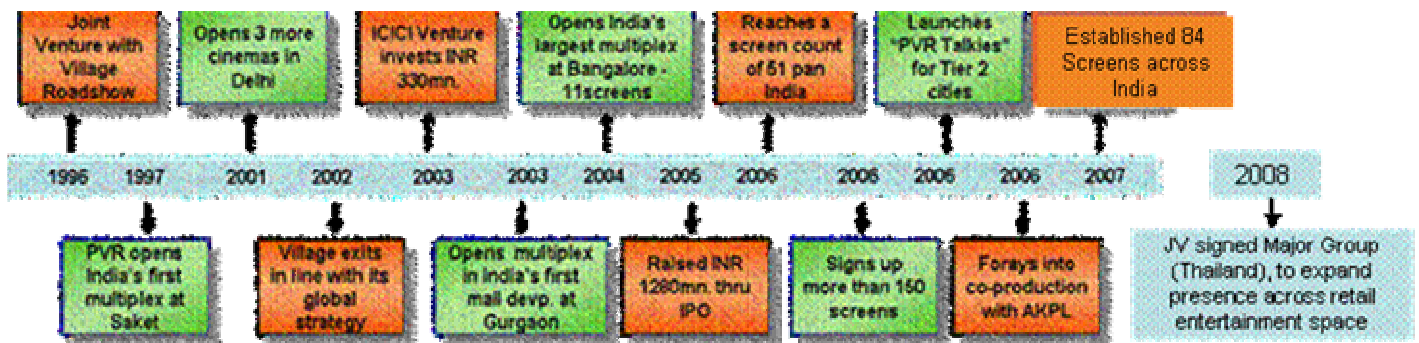 Joint
Venture with
Village
Roadshow
Opens 3 more
cinemas in
Delhi
ICICI Venture
invests INR
330mn.
Opens India's
largest multiplex
at Bangalore -
11screens
Reaches a
screen count
of 51 pan
India
Launches
"PVR Talkies"
for Tier 2
cities
Established 84
Screens across
India
1996 1997 2001 2002 2003 2003 2004 2005 2006 2006 2006 2006 2007
2008
PVR opens
India's first
multiplex at
Saket
Village exits
in line with its
global
strategy
Opens multiplex
in India's first
mall devp. at
Gurgaon
Raised INR
1280mn. thru
IPO
Signs up
more than 150
screens
Forays into
co-production
with AKPL
JV signed Major Group
(Thailand), to expand
presence across retail
entertainment space